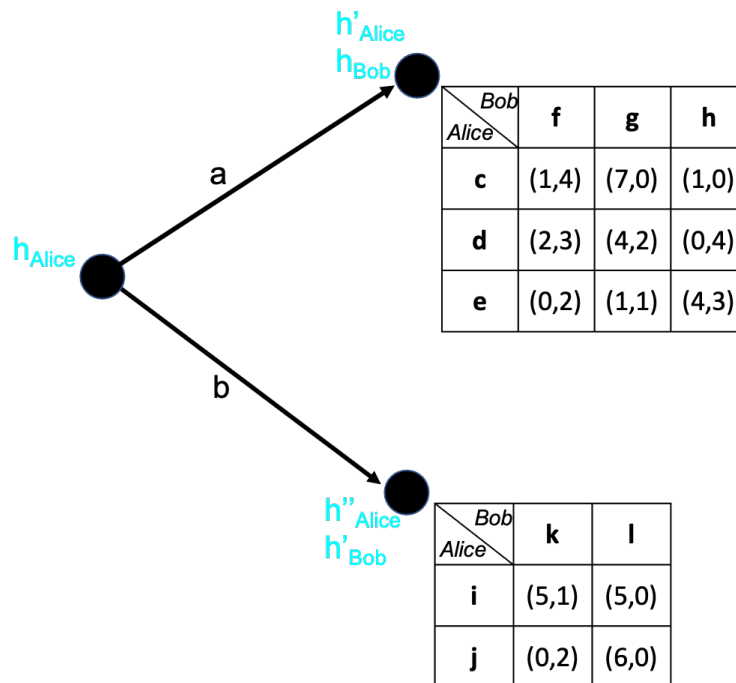 h'Alice
hBob
a
hAlice
b
Bob
Alice
f g h
c (1,4) (7,0) (1,0)
d (2,3) (4,2) (0,4)
e (0,2) (1,1) (4,3)
h"Alice
h'Bob
Bob
Alice
k l
i (5,1) (5,0)
j (0,2) (6,0)